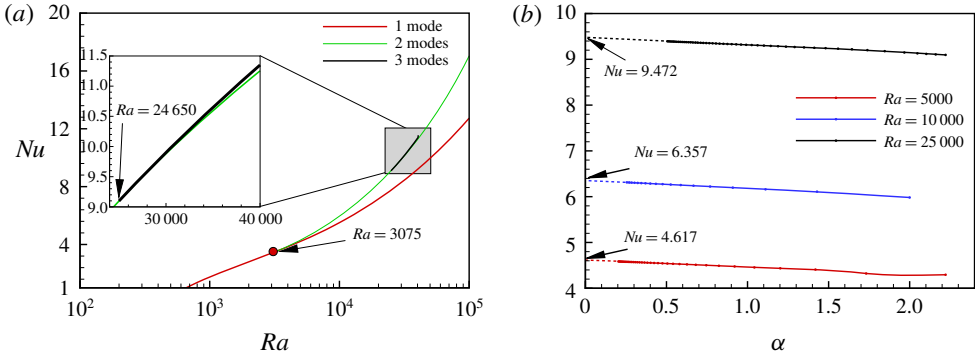 (a)
20
16
Nu
12
8
4
1
10^2
10^3
10^4
10^5
Ra
1 mode
2 modes
3 modes
11.5
11.0
10.5
10.0
9.5
9.0
30 000
40 000
Ra = 24 650
Ra = 3075
(b)
10
9
8
7
6
5
4
0
0.5
1.0
1.5
2.0
α
Nu = 9.472
Ra = 5000
Ra = 10 000
Ra = 25 000
Nu = 6.357
Nu = 4.617